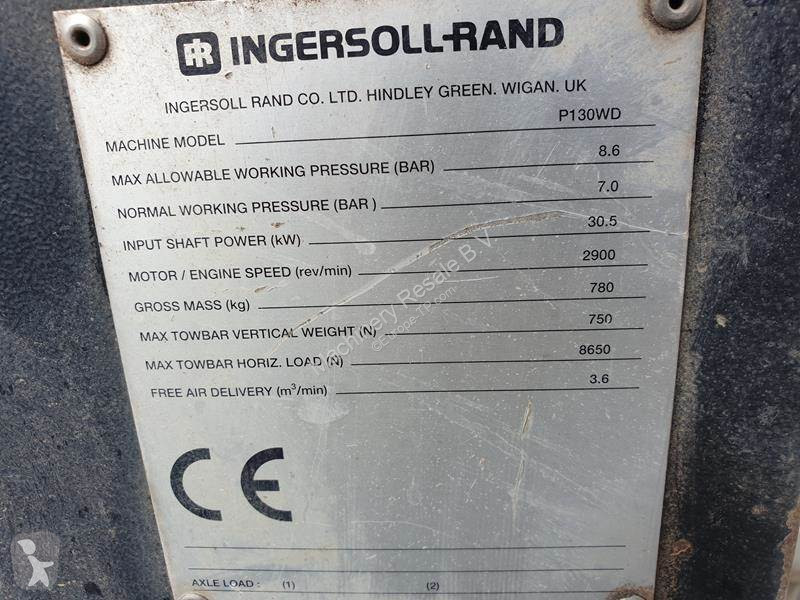 IR INGERSOLL-RAND
INGERSOLL RAND CO. LTD. HINDLEY GREEN. WIGAN. UK
MACHINE MODEL P130WD
MAX ALLOWABLE WORKING PRESSURE (BAR) 8.6
NORMAL WORKING PRESSURE (BAR ) 7.0
INPUT SHAFT POWER (kW) 30.5
MOTOR / ENGINE SPEED (rev/min) 2900
GROSS MASS (kg) 780
MAX TOWBAR VERTICAL WEIGHT (N) 750
MAX TOWBAR HORIZ. LOAD (N) 8650
FREE AIR DELIVERY (m³/min) 3.6
CE
AXLE LOAD : (1) (2)
Machinery Resale B.V.